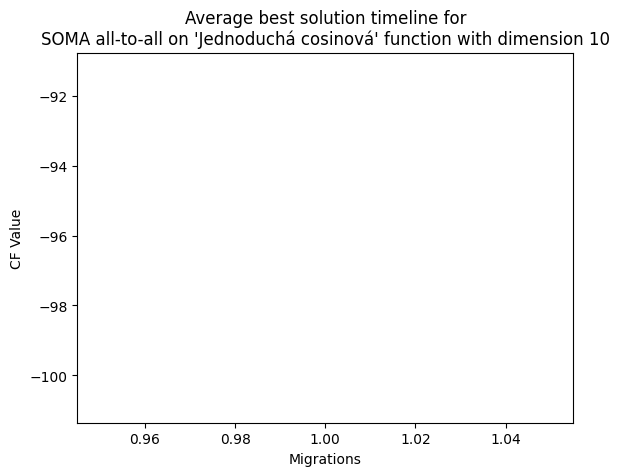 Average best solution timeline for
SOMA all-to-all on 'Jednoduchá cosinová' function with dimension 10
−92
−94
−96
−98
−100
CF Value
0.96 0.98 1.00 1.02 1.04
Migrations